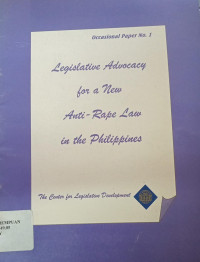 Occasional Paper No. 1
Legislative Advocacy
for a New
Anti-Rape Law
in the Philippines
The Center for Legislative Development